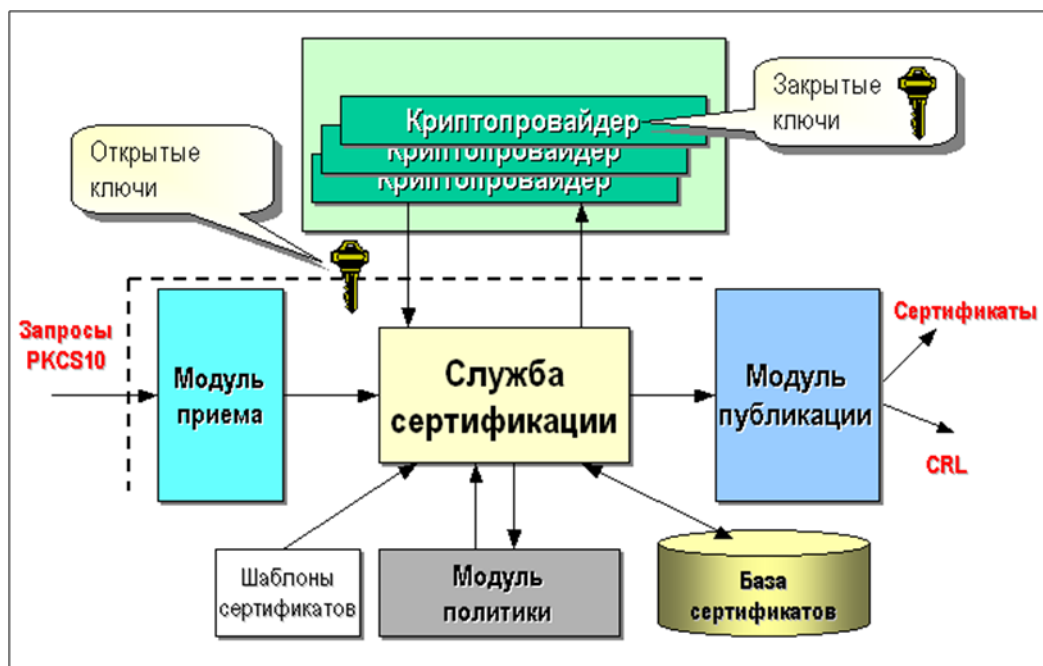 Криптопровайдер
Криптопровайдер
Криптопровайдер
Закрытые
ключи
Открытые
ключи
Запросы
PKCS10
Модуль
приема
Служба
сертификации
Модуль
публикации
Сертификаты
CRL
Шаблоны
сертификатов
Модуль
политики
База
сертификатов